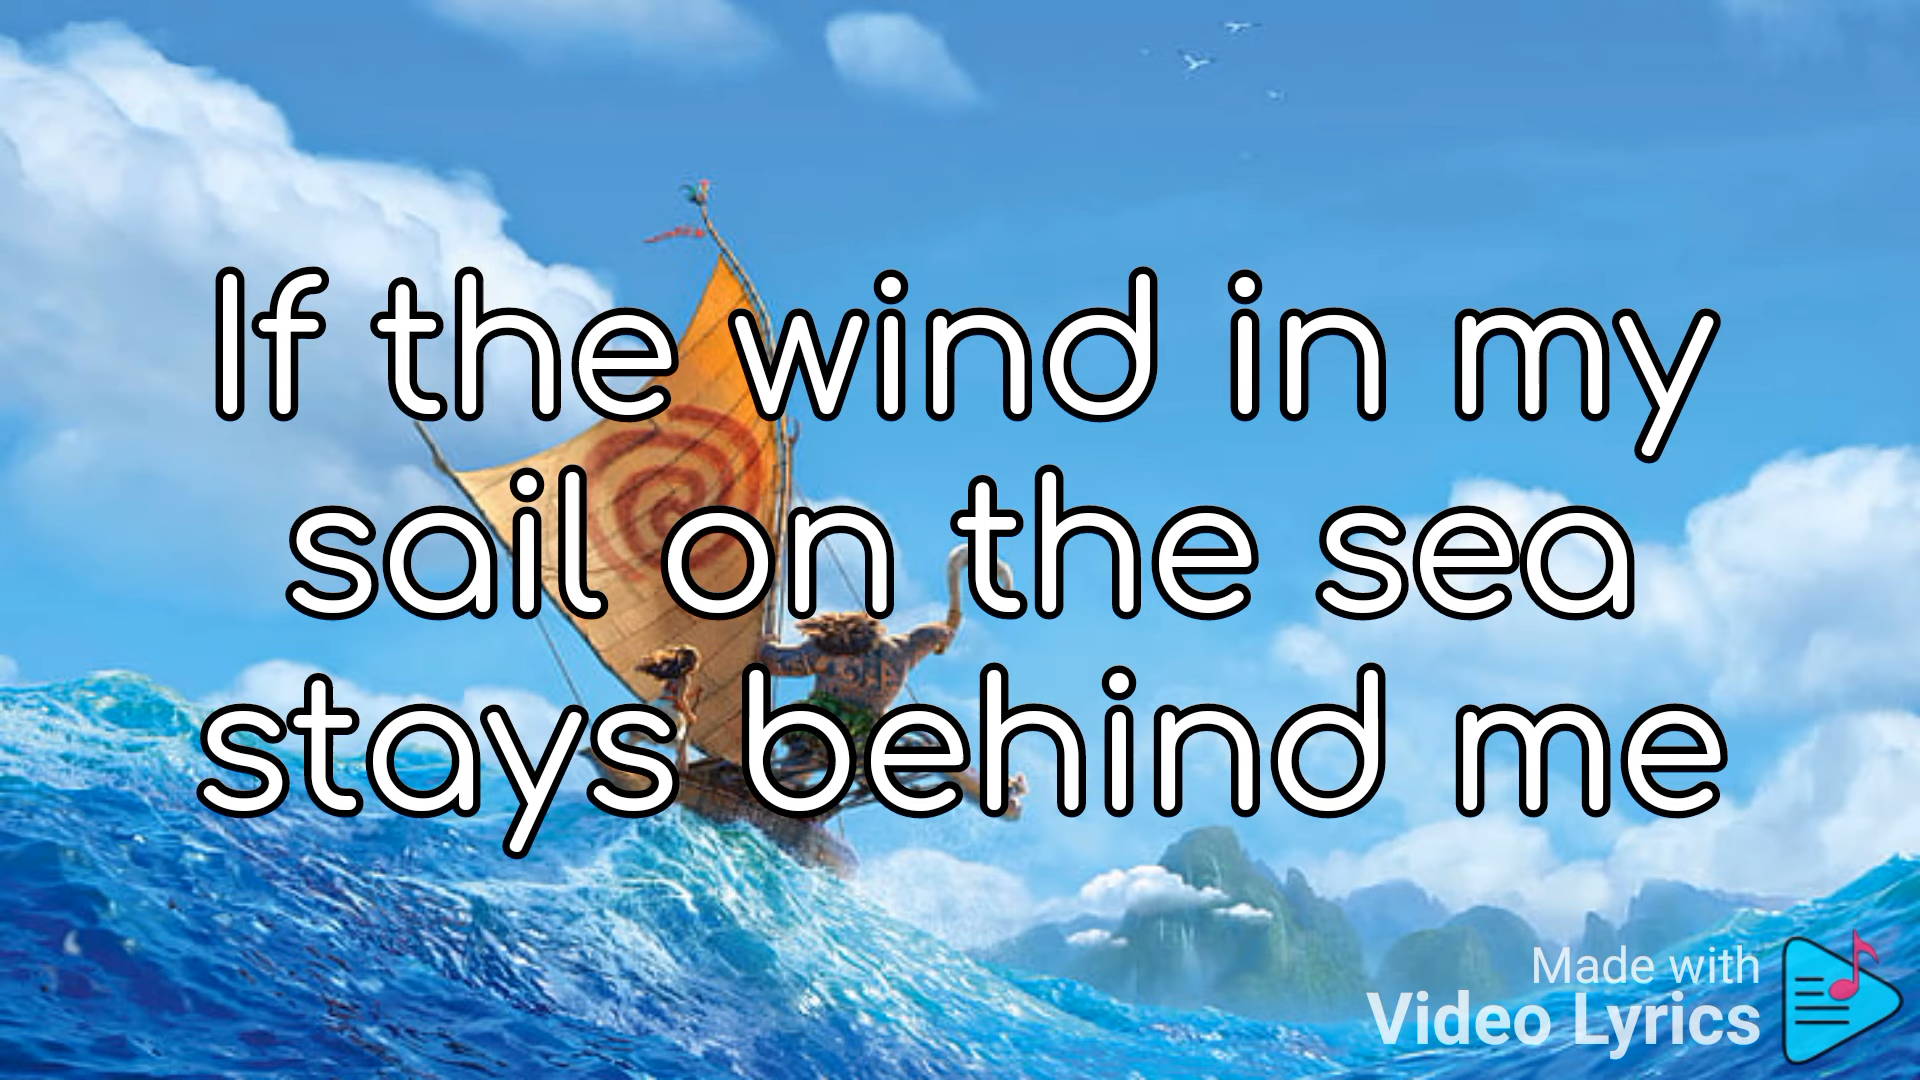 If the wind in my
sail on the sea
stays behind me
Made with
Video Lyrics